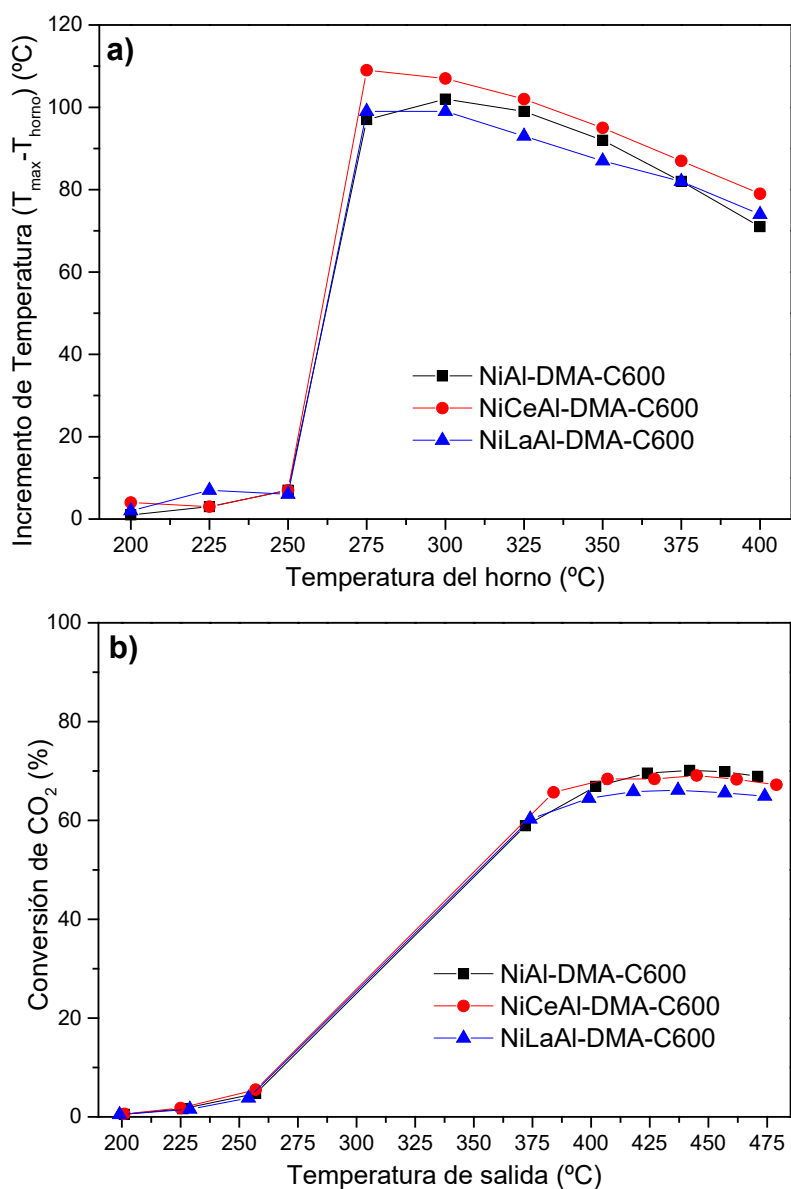 a)
120
100
80
60
40
20
0
Incremento de Temperatura (T_max-T_horno) (ºC)
NiAl-DMA-C600
NiCeAl-DMA-C600
NiLaAl-DMA-C600
200 225 250 275 300 325 350 375 400
Temperatura del horno (ºC)
b)
100
80
60
40
20
0
Conversión de CO₂ (%)
NiAl-DMA-C600
NiCeAl-DMA-C600
NiLaAl-DMA-C600
200 225 250 275 300 325 350 375 400 425 450 475
Temperatura de salida (ºC)